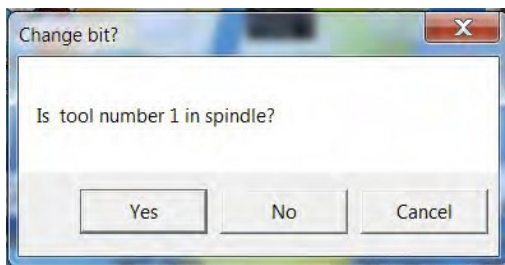 Change bit?
Is tool number 1 in spindle?
Yes No Cancel